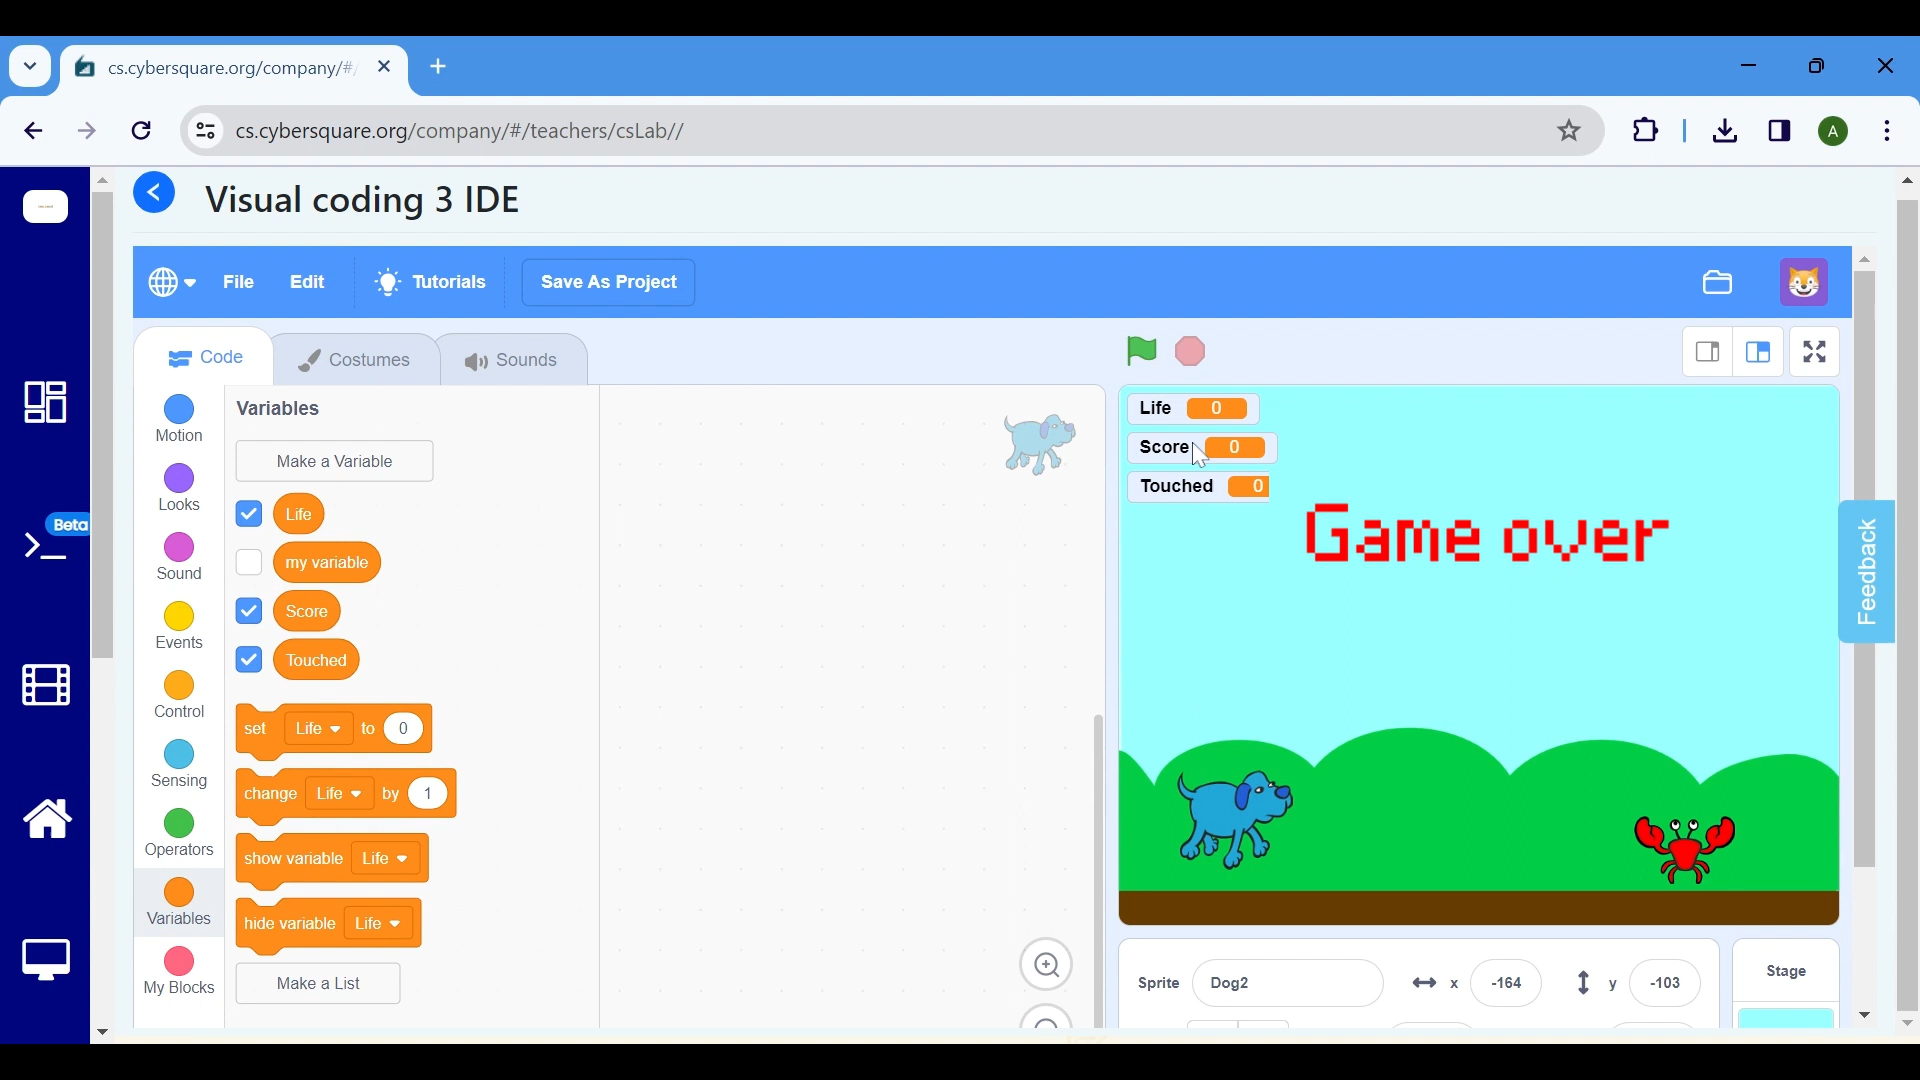 cs.cybersquare.org/company/#/
cs.cybersquare.org/company/#/teachers/csLab//
A
Visual coding 3 IDE
File Edit Tutorials Save As Project
Code Costumes Sounds
Motion
Looks
Sound
Events
Control
Sensing
Operators
Variables
My Blocks
Beta
Variables
Make a Variable
Life
my variable
Score
Touched
set Life to 0
change Life by 1
show variable Life
hide variable Life
Make a List
Life 0
Score 0
Touched 0
Game over
Feedback
Sprite Dog2 x -164 y -103
Stage